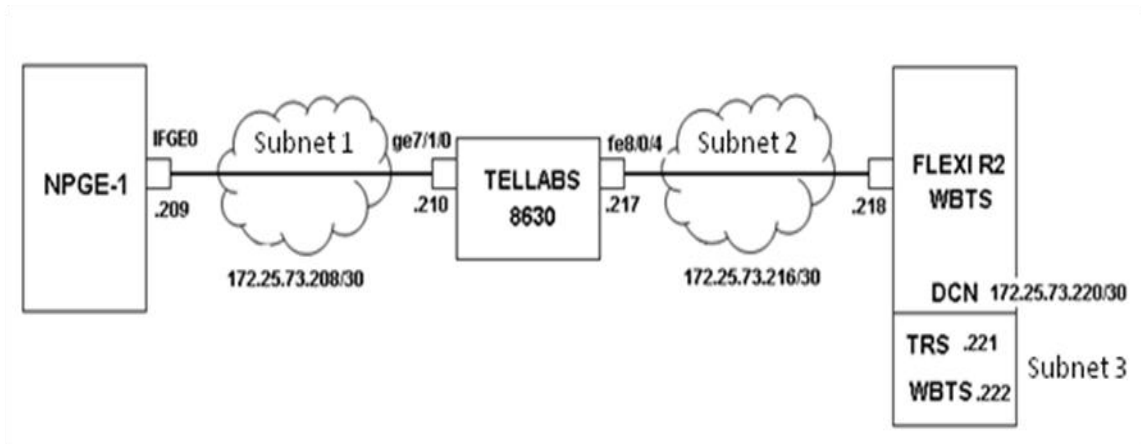 NPGE-1
IFGE0
.209
Subnet 1
172.25.73.208/30
ge7/1/0
.210
TELLABS
8630
fe8/0/4
.217
Subnet 2
172.25.73.216/30
.218
FLEXI R2
WBTS
DCN 172.25.73.220/30
TRS .221
WBTS .222
Subnet 3